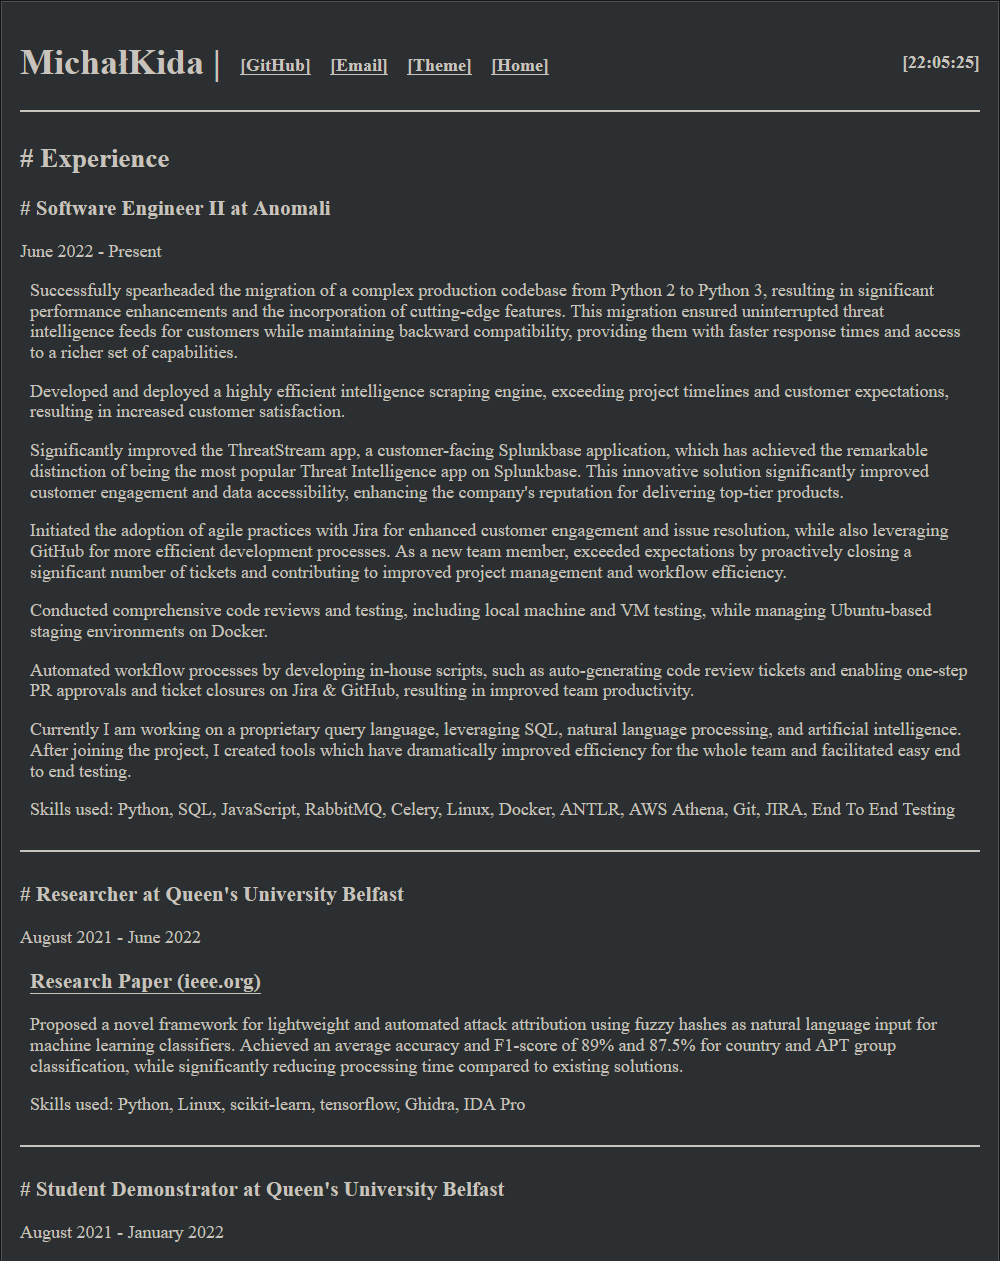 MichałKida | [GitHub] [Email] [Theme] [Home] [22:05:25]
# Experience
# Software Engineer II at Anomali
June 2022 - Present
Successfully spearheaded the migration of a complex production codebase from Python 2 to Python 3, resulting in significant
performance enhancements and the incorporation of cutting-edge features. This migration ensured uninterrupted threat
intelligence feeds for customers while maintaining backward compatibility, providing them with faster response times and access
to a richer set of capabilities.
Developed and deployed a highly efficient intelligence scraping engine, exceeding project timelines and customer expectations,
resulting in increased customer satisfaction.
Significantly improved the ThreatStream app, a customer-facing Splunkbase application, which has achieved the remarkable
distinction of being the most popular Threat Intelligence app on Splunkbase. This innovative solution significantly improved
customer engagement and data accessibility, enhancing the company's reputation for delivering top-tier products.
Initiated the adoption of agile practices with Jira for enhanced customer engagement and issue resolution, while also leveraging
GitHub for more efficient development processes. As a new team member, exceeded expectations by proactively closing a
significant number of tickets and contributing to improved project management and workflow efficiency.
Conducted comprehensive code reviews and testing, including local machine and VM testing, while managing Ubuntu-based
staging environments on Docker.
Automated workflow processes by developing in-house scripts, such as auto-generating code review tickets and enabling one-step
PR approvals and ticket closures on Jira & GitHub, resulting in improved team productivity.
Currently I am working on a proprietary query language, leveraging SQL, natural language processing, and artificial intelligence.
After joining the project, I created tools which have dramatically improved efficiency for the whole team and facilitated easy end
to end testing.
Skills used: Python, SQL, JavaScript, RabbitMQ, Celery, Linux, Docker, ANTLR, AWS Athena, Git, JIRA, End To End Testing
# Researcher at Queen's University Belfast
August 2021 - June 2022
Research Paper (ieee.org)
Proposed a novel framework for lightweight and automated attack attribution using fuzzy hashes as natural language input for
machine learning classifiers. Achieved an average accuracy and F1-score of 89% and 87.5% for country and APT group
classification, while significantly reducing processing time compared to existing solutions.
Skills used: Python, Linux, scikit-learn, tensorflow, Ghidra, IDA Pro
# Student Demonstrator at Queen's University Belfast
August 2021 - January 2022